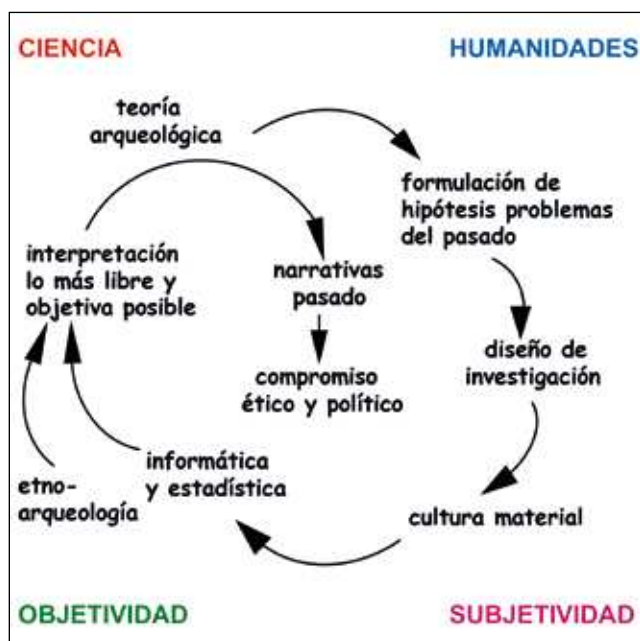 CIENCIA
HUMANIDADES
teoría
arqueológica
formulación de
hipótesis problemas
del pasado
interpretación
lo más libre y
objetiva posible
narrativas
pasado
diseño de
investigación
compromiso
ético y político
informática
y estadística
etno-
arqueología
cultura material
OBJETIVIDAD
SUBJETIVIDAD